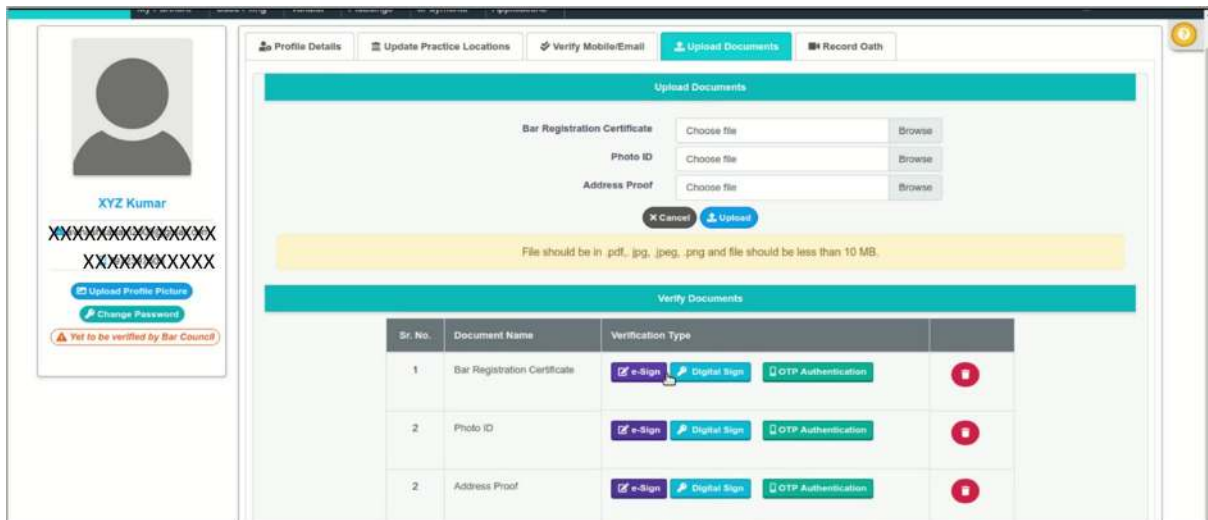 Profile Details Update Practice Locations Verify Mobile/Email Upload Documents Record Oath
Upload Documents
Bar Registration Certificate Choose file Browse
Photo ID Choose file Browse
Address Proof Choose file Browse
Cancel Upload
File should be in .pdf, .jpg, .jpeg, .png and file should be less than 10 MB.
XYZ Kumar
XXXXXXXXXXX
Upload Profile Picture
Change Password
Yet to be verified by Bar Council
Verify Documents
Sr. No. Document Name Verification Type
1 Bar Registration Certificate e-Sign Digital Sign OTP Authentication
2 Photo ID e-Sign Digital Sign OTP Authentication
2 Address Proof e-Sign Digital Sign OTP Authentication